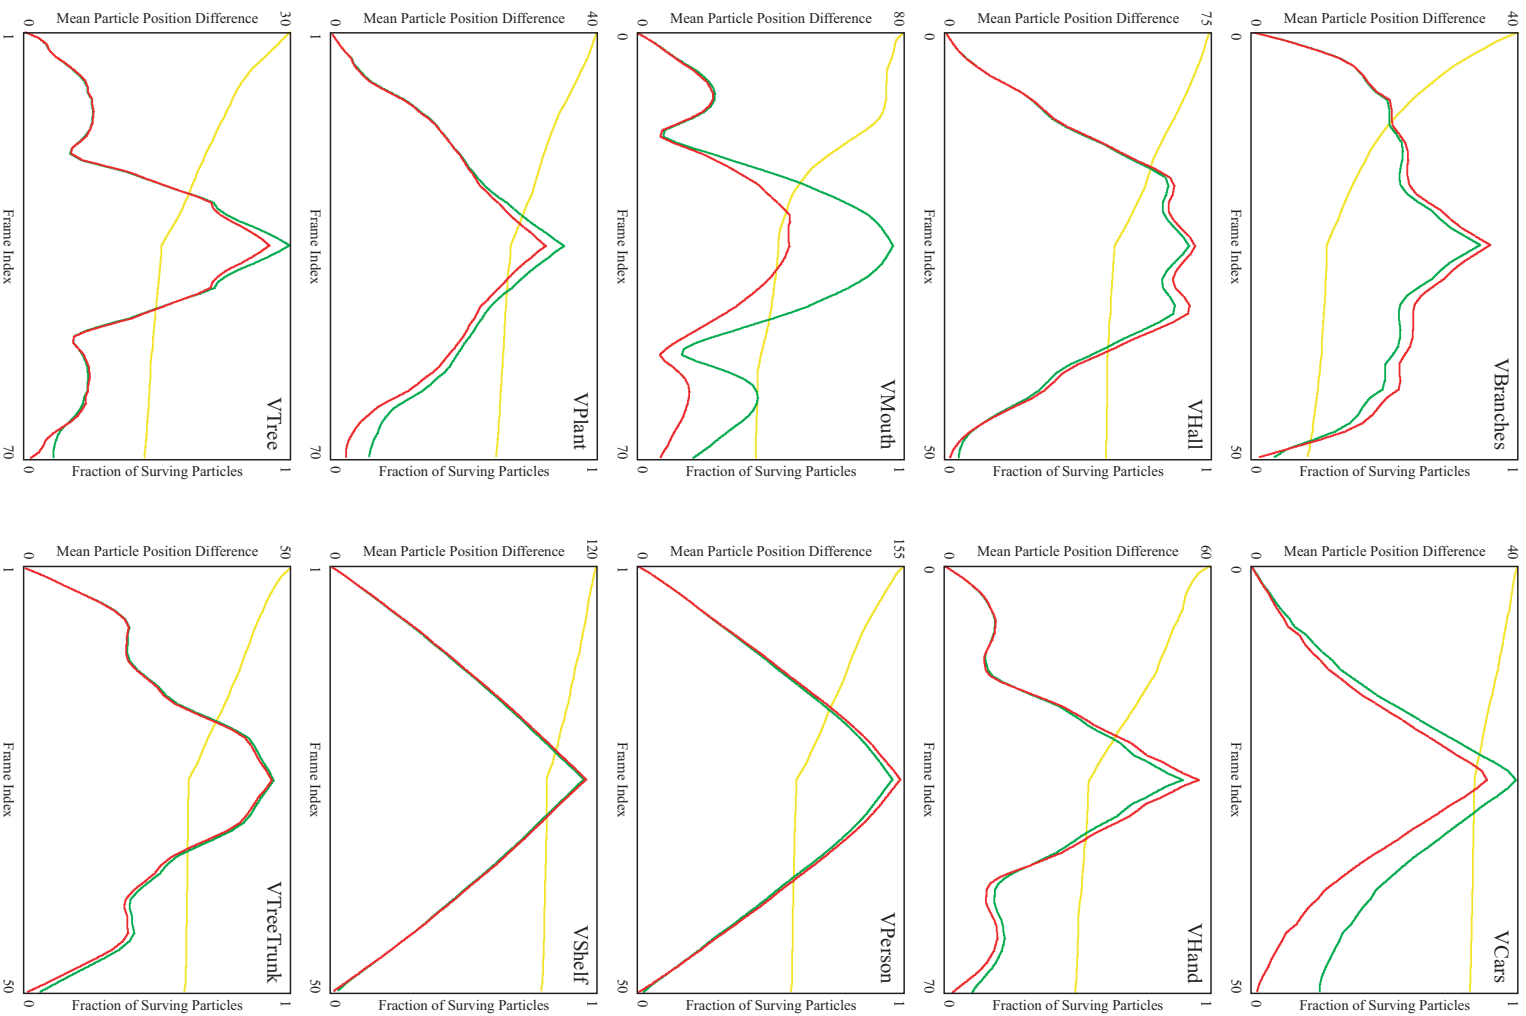 40
1
VBranches
Mean Particle Position Difference
Fraction of Surving Particles
0
0
0
Frame Index
50
40
1
VCars
Mean Particle Position Difference
Fraction of Surving Particles
0
0
0
Frame Index
50
75
1
VHall
Mean Particle Position Difference
Fraction of Surving Particles
0
0
0
Frame Index
50
60
1
VHand
Mean Particle Position Difference
Fraction of Surving Particles
0
0
0
Frame Index
70
80
1
VMouth
Mean Particle Position Difference
Fraction of Surving Particles
0
0
0
Frame Index
70
155
1
VPerson
Mean Particle Position Difference
Fraction of Surving Particles
0
0
1
Frame Index
50
40
1
VPlant
Mean Particle Position Difference
Fraction of Surving Particles
0
0
1
Frame Index
70
120
1
VShelf
Mean Particle Position Difference
Fraction of Surving Particles
0
0
1
Frame Index
50
30
1
VTree
Mean Particle Position Difference
Fraction of Surving Particles
0
0
1
Frame Index
70
50
1
VTreeTrunk
Mean Particle Position Difference
Fraction of Surving Particles
0
0
1
Frame Index
50